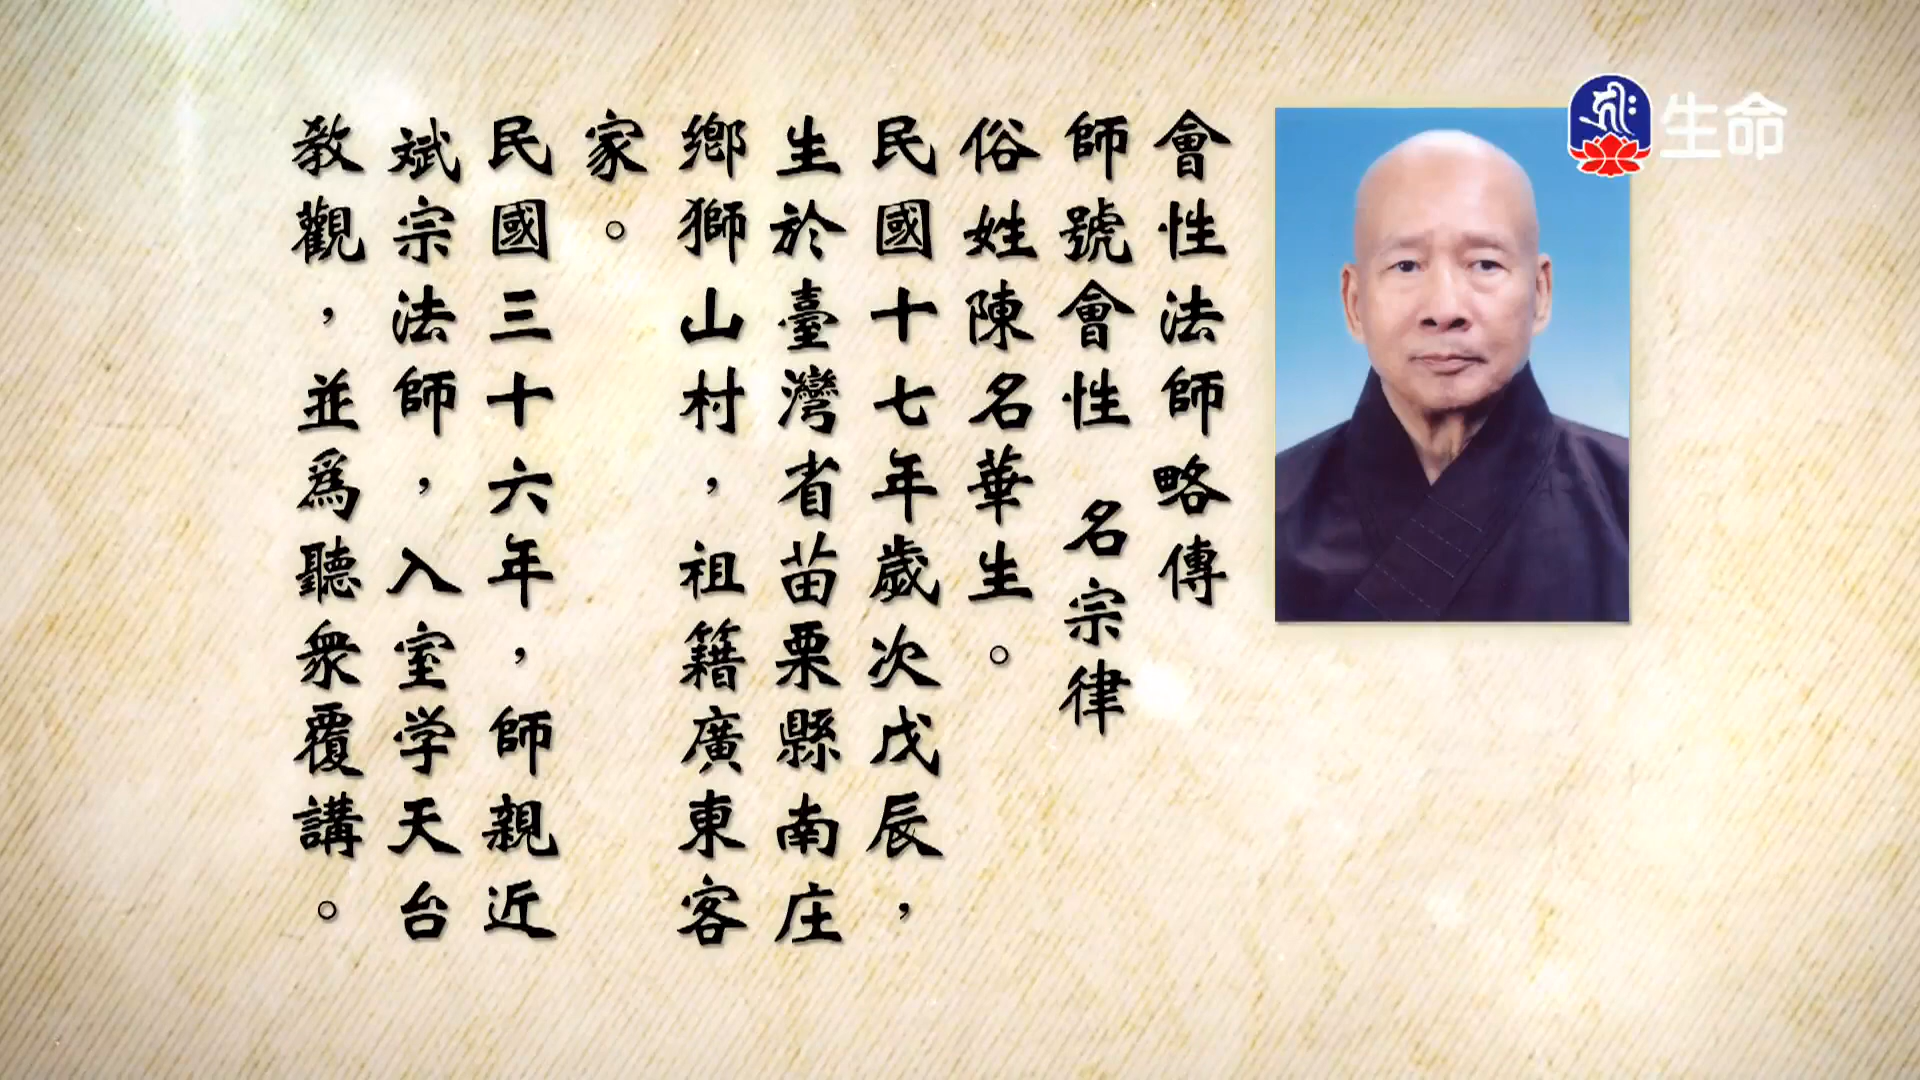 會性法師略傳
師號會性 名宗律
俗姓陳名華生。
民國十七年歲次戊辰，
生於臺灣省苗栗縣南庄
鄉獅山村，祖籍廣東客
家。
民國三十六年，師親近
斌宗法師，入室学天台
教觀，並為聽衆覆講。
生命